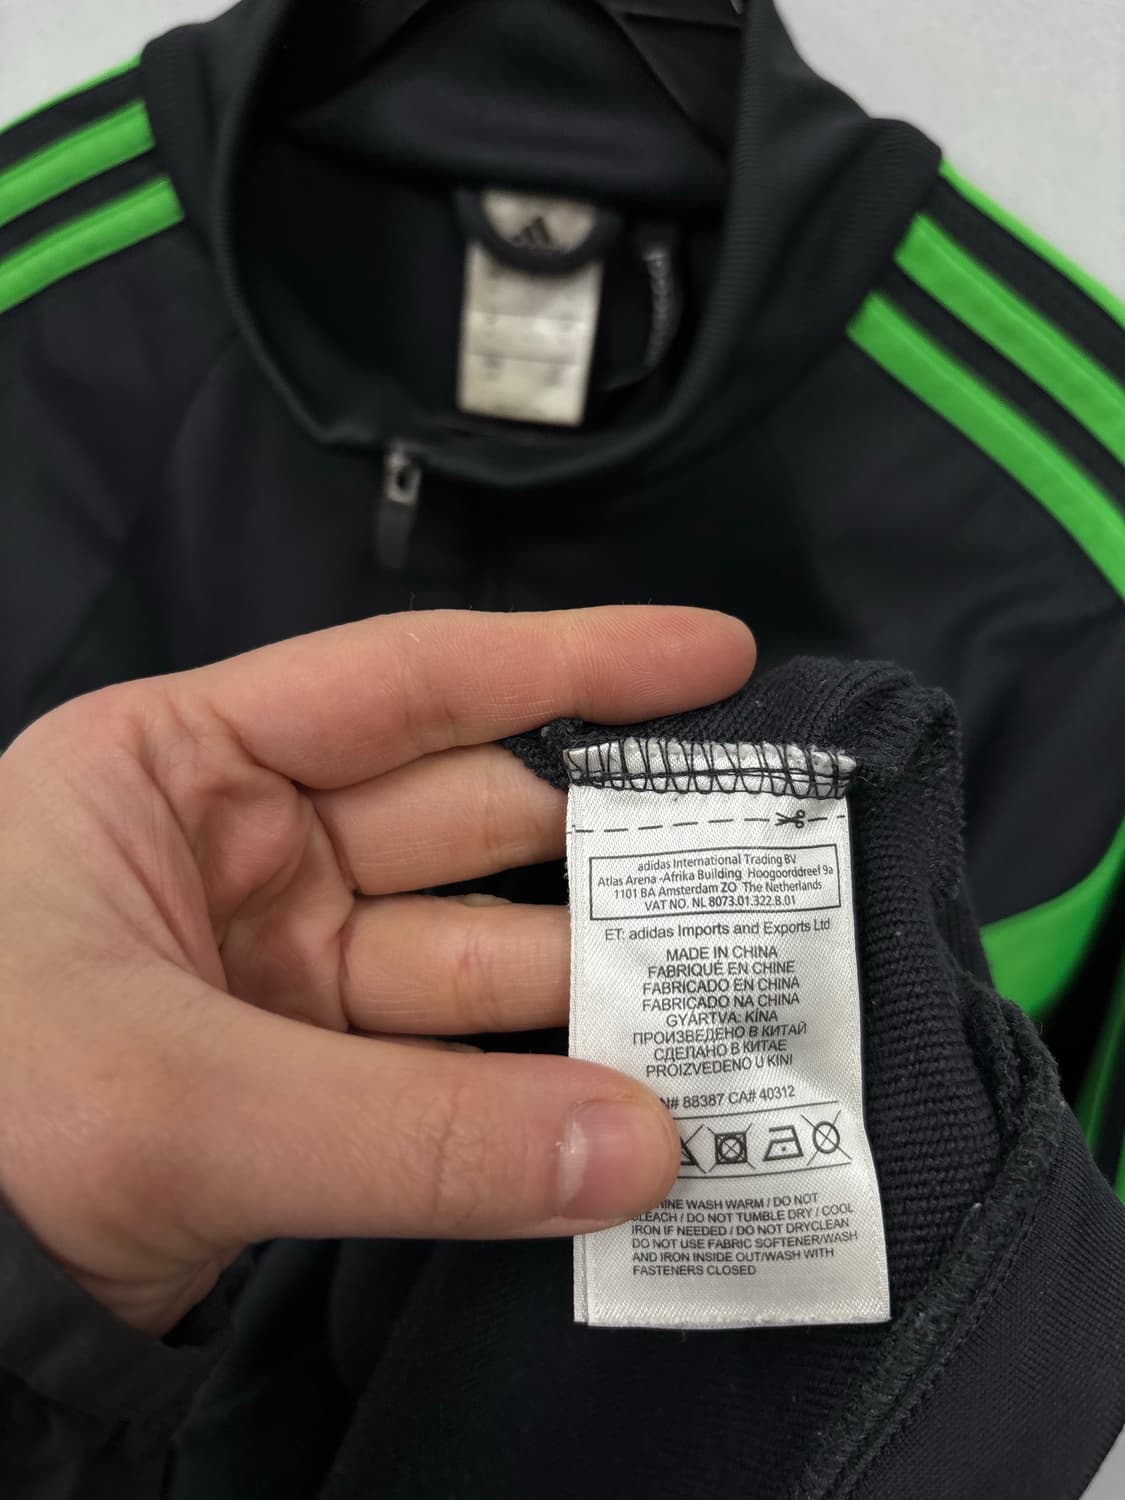 adidas International Trading BV
Atlas Arena -Afrika Building Hoogoorddreef 9a
1101 BA Amsterdam ZO The Netherlands
VAT NO. NL 8073.01.322.B.01
ET: adidas Imports and Exports Ltd
MADE IN CHINA
FABRIQUÉ EN CHINE
FABRICADO EN CHINA
FABRICADO NA CHINA
GYÁRTVA: KÍNA
ПРОИЗВЕДЕНО В КИТАЙ
СДЕЛАНО В КИТАЕ
PROIZVEDENO U KINI
N# 88387 CA# 40312
HINE WASH WARM / DO NOT
BLEACH / DO NOT TUMBLE DRY / COOL
IRON IF NEEDED / DO NOT DRYCLEAN
DO NOT USE FABRIC SOFTENER/WASH
AND IRON INSIDE OUT/WASH WITH
FASTENERS CLOSED